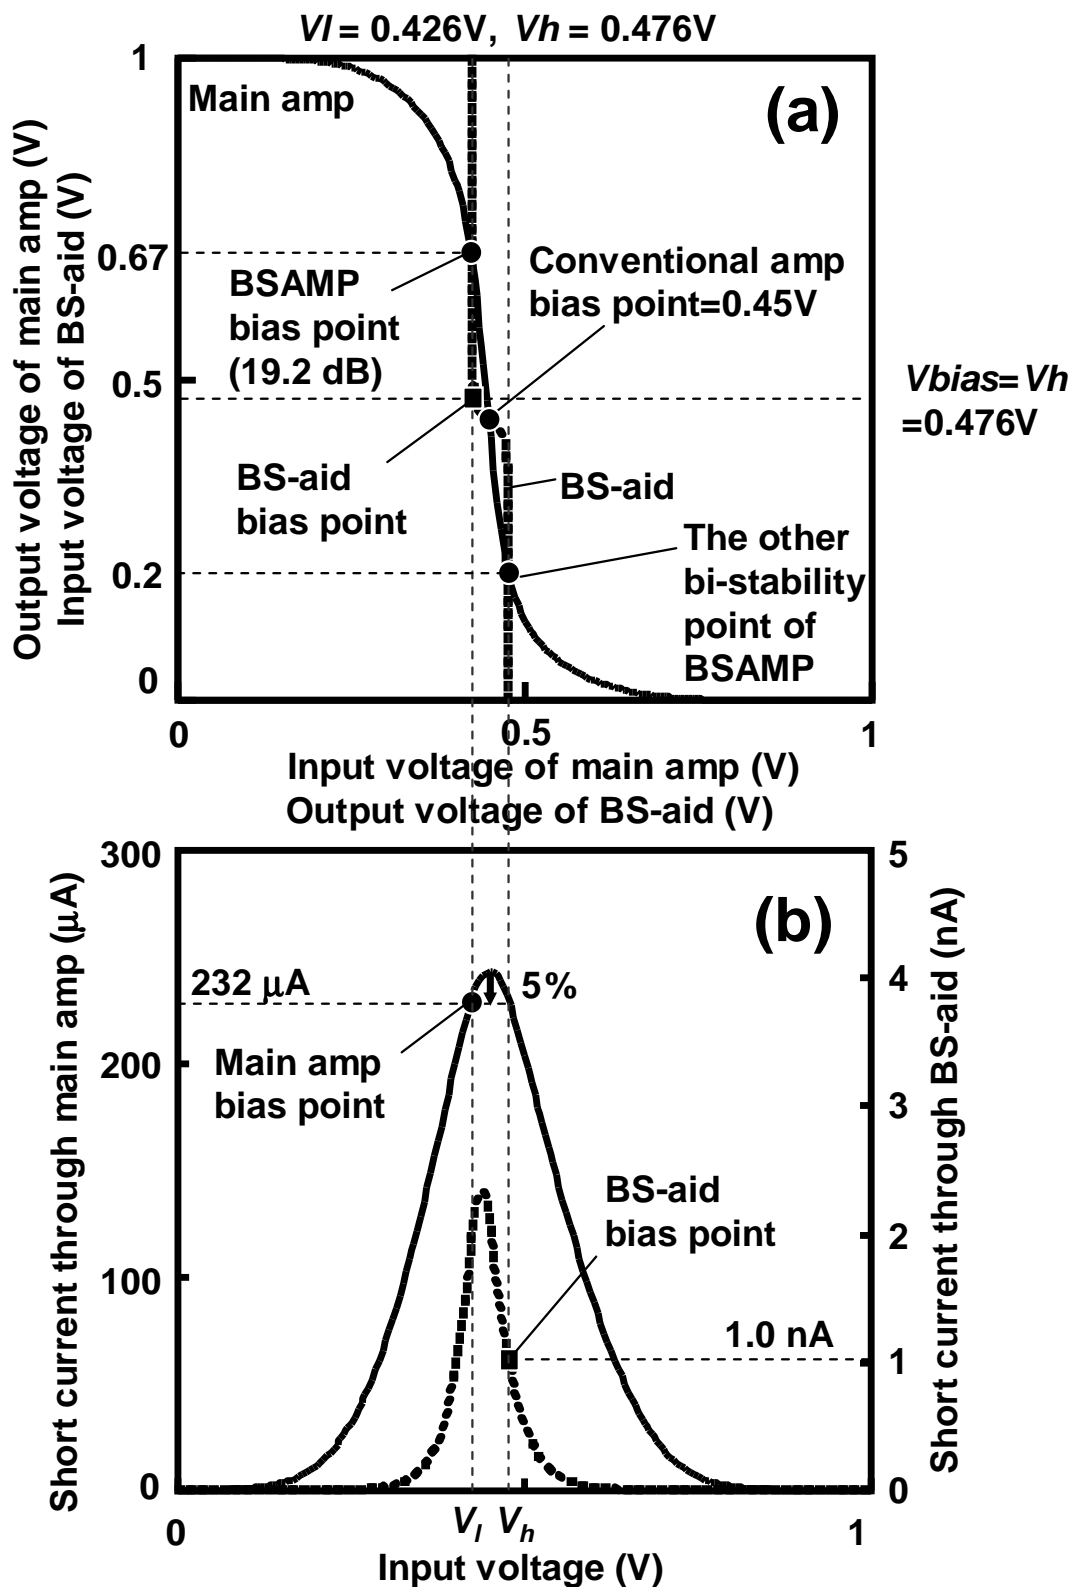 Vl = 0.426V, Vh = 0.476V
Output voltage of main amp (V)
Input voltage of BS-aid (V)
1
0.67
0.5
0.2
0
Main amp
(a)
BSAMP
bias point
(19.2 dB)
Conventional amp
bias point=0.45V
Vbias=Vh
=0.476V
BS-aid
bias point
BS-aid
The other
bi-stability
point of
BSAMP
0
0.5
1
Input voltage of main amp (V)
Output voltage of BS-aid (V)
Short current through main amp (μA)
300
200
100
0
(b)
232 μA
5%
Main amp
bias point
BS-aid
bias point
1.0 nA
5
4
3
2
1
0
Short current through BS-aid (nA)
0
Vl
Vh
1
Input voltage (V)